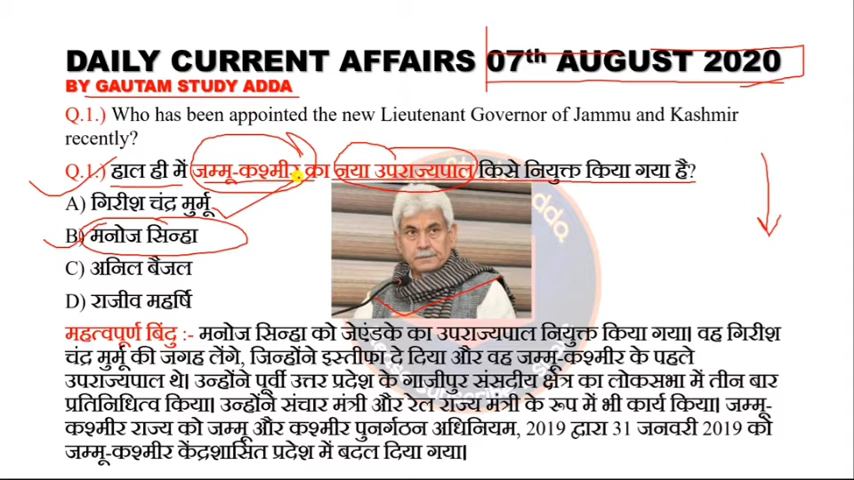 DAILY CURRENT AFFAIRS 07th AUGUST 2020
BY GAUTAM STUDY ADDA
Q.1.) Who has been appointed the new Lieutenant Governor of Jammu and Kashmir
recently?
Q.1.) हाल ही में जम्मू-कश्मीर का नया उपराज्यपाल किसे नियुक्त किया गया है?
A) गिरीश चंद्र मुर्मू
B) मनोज सिन्हा
C) अनिल बैजल
D) राजीव महर्षि
महत्वपूर्ण बिंदु :- मनोज सिन्हा को जेएंडके का उपराज्यपाल नियुक्त किया गया। वह गिरीश
चंद्र मुर्मू की जगह लेंगे, जिन्होंने इस्तीफा दे दिया और वह जम्मू-कश्मीर के पहले
उपराज्यपाल थे। उन्होंने पूर्वी उत्तर प्रदेश के गाजीपुर संसदीय क्षेत्र का लोकसभा में तीन बार
प्रतिनिधित्व किया। उन्होंने संचार मंत्री और रेल राज्य मंत्री के रूप में भी कार्य किया। जम्मू-
कश्मीर राज्य को जम्मू और कश्मीर पुनर्गठन अधिनियम, 2019 द्वारा 31 जनवरी 2019 को
जम्मू-कश्मीर केंद्रशासित प्रदेश में बदल दिया गया।